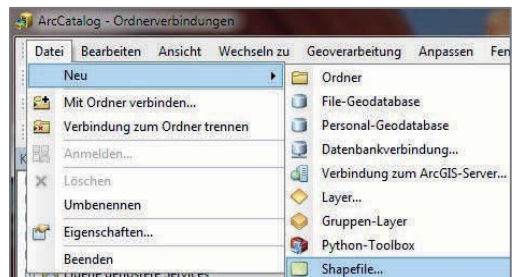 ArcCatalog - Ordnerverbindungen
Datei Bearbeiten Ansicht Wechseln zu Geoverarbeitung Anpassen Fen
Neu
Mit Ordner verbinden...
Verbindung zum Ordner trennen
Anmelden...
Löschen
Umbenennen
Eigenschaften...
Beenden
Ordner
File-Geodatabase
Personal-Geodatabase
Datenbankverbindung...
Verbindung zum ArcGIS-Server...
Layer...
Gruppen-Layer
Python-Toolbox
Shapefile...